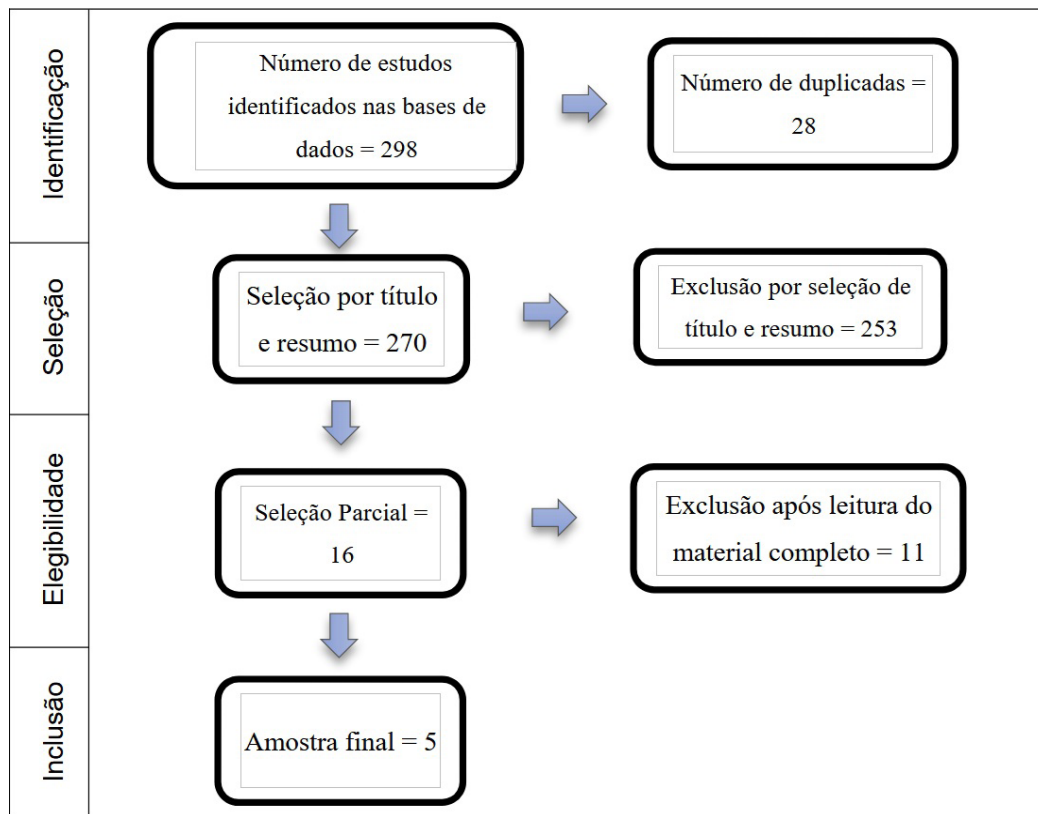 Identificação
Número de estudos
identificados nas bases de
dados = 298
Número de duplicadas =
28
Seleção
Seleção por título
e resumo = 270
Exclusão por seleção de
título e resumo = 253
Elegibilidade
Seleção Parcial =
16
Exclusão após leitura do
material completo = 11
Inclusão
Amostra final = 5